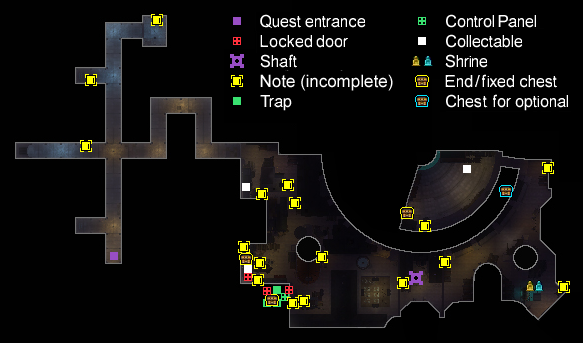 Quest entrance
Control Panel
Locked door
Collectable
Shaft
Shrine
Note (incomplete)
End/fixed chest
Trap
Chest for optional